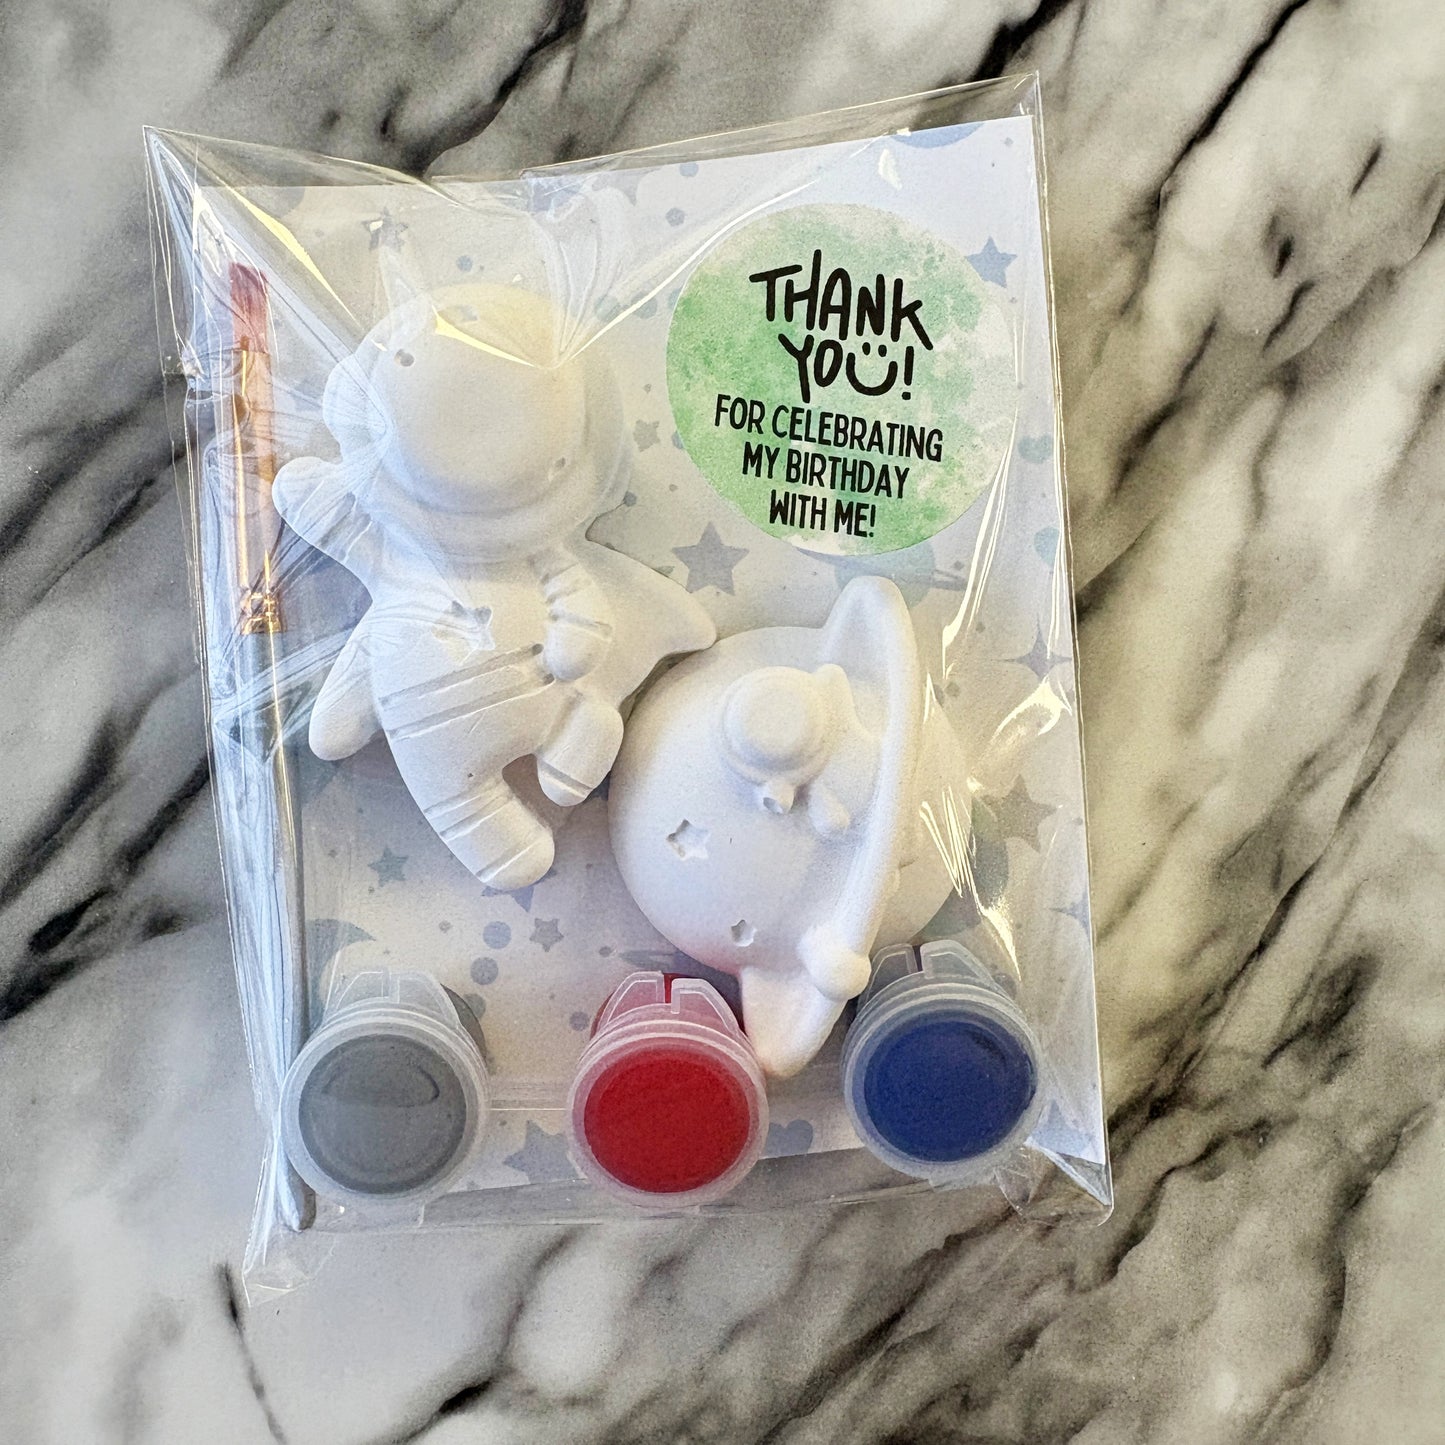 THANK
YOU!
FOR CELEBRATING
MY BIRTHDAY
WITH ME!